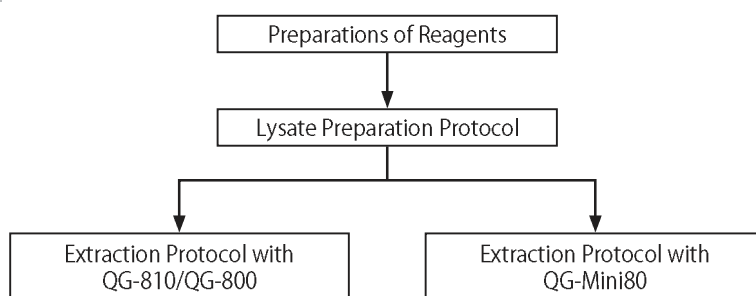 Preparations of Reagents
Lysate Preparation Protocol
Extraction Protocol with
QG-810/QG-800
Extraction Protocol with
QG-Mini80